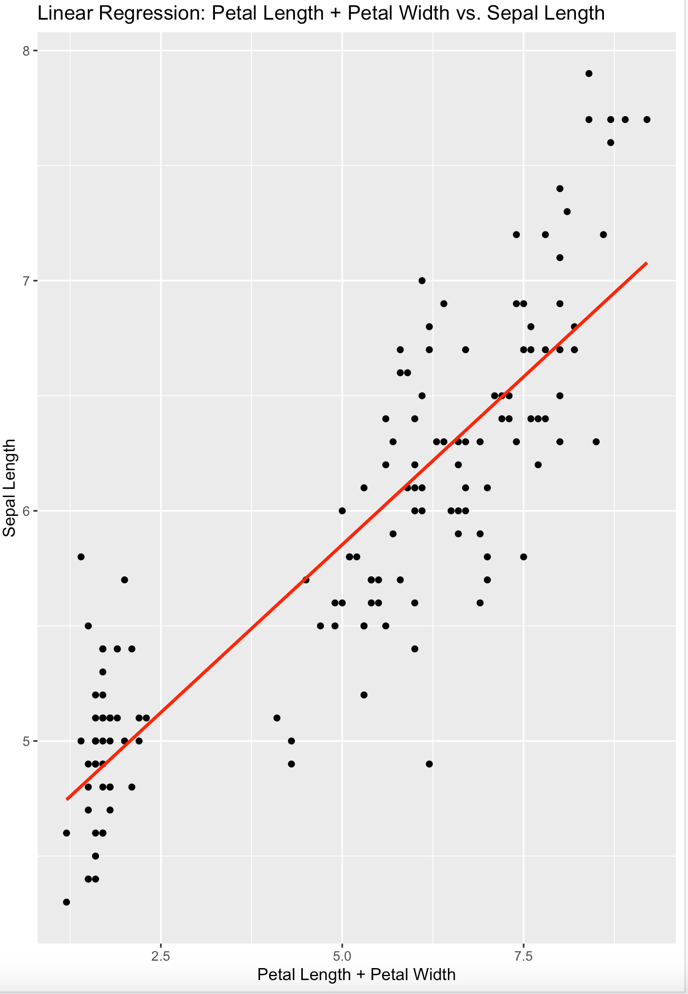 Linear Regression: Petal Length + Petal Width vs. Sepal Length
8
7
6
5
Sepal Length
2.5 5.0 7.5
Petal Length + Petal Width